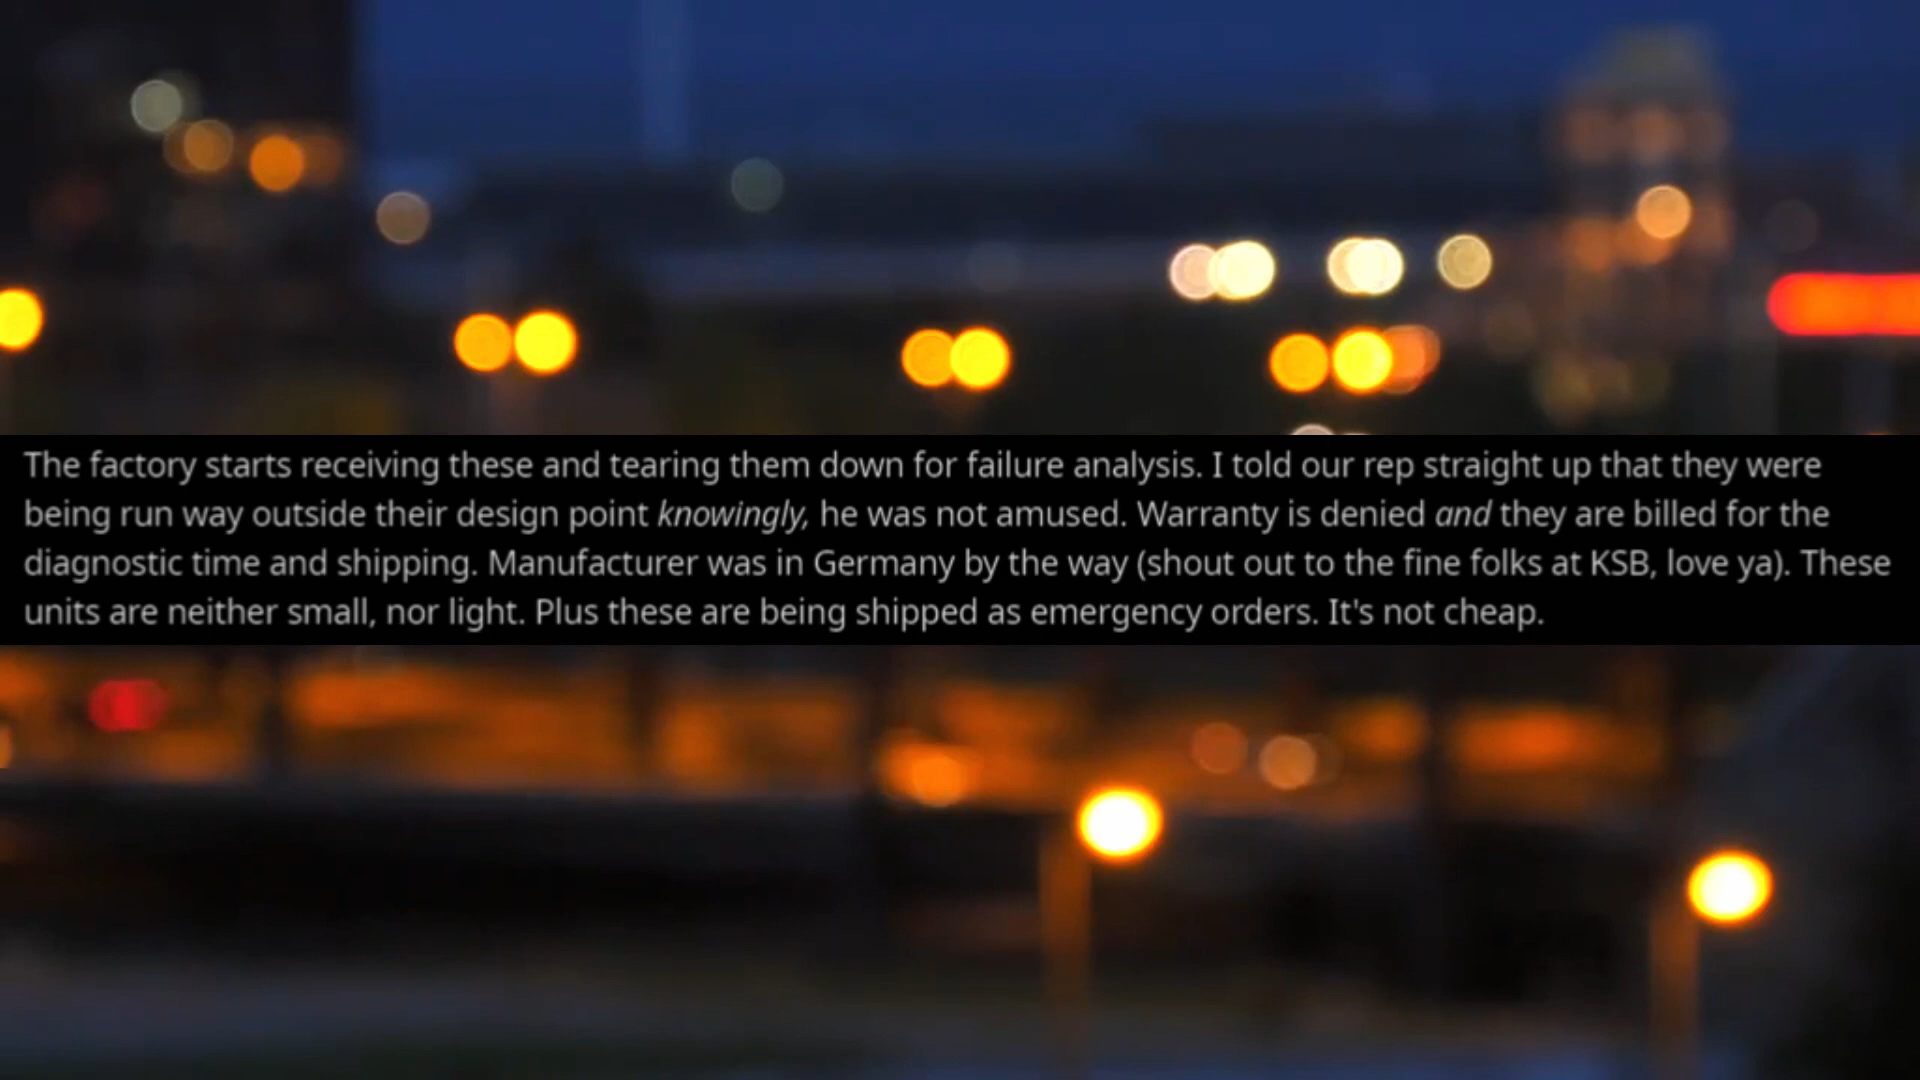 The factory starts receiving these and tearing them down for failure analysis. I told our rep straight up that they were
being run way outside their design point knowingly, he was not amused. Warranty is denied and they are billed for the
diagnostic time and shipping. Manufacturer was in Germany by the way (shout out to the fine folks at KSB, love ya). These
units are neither small, nor light. Plus these are being shipped as emergency orders. It's not cheap.